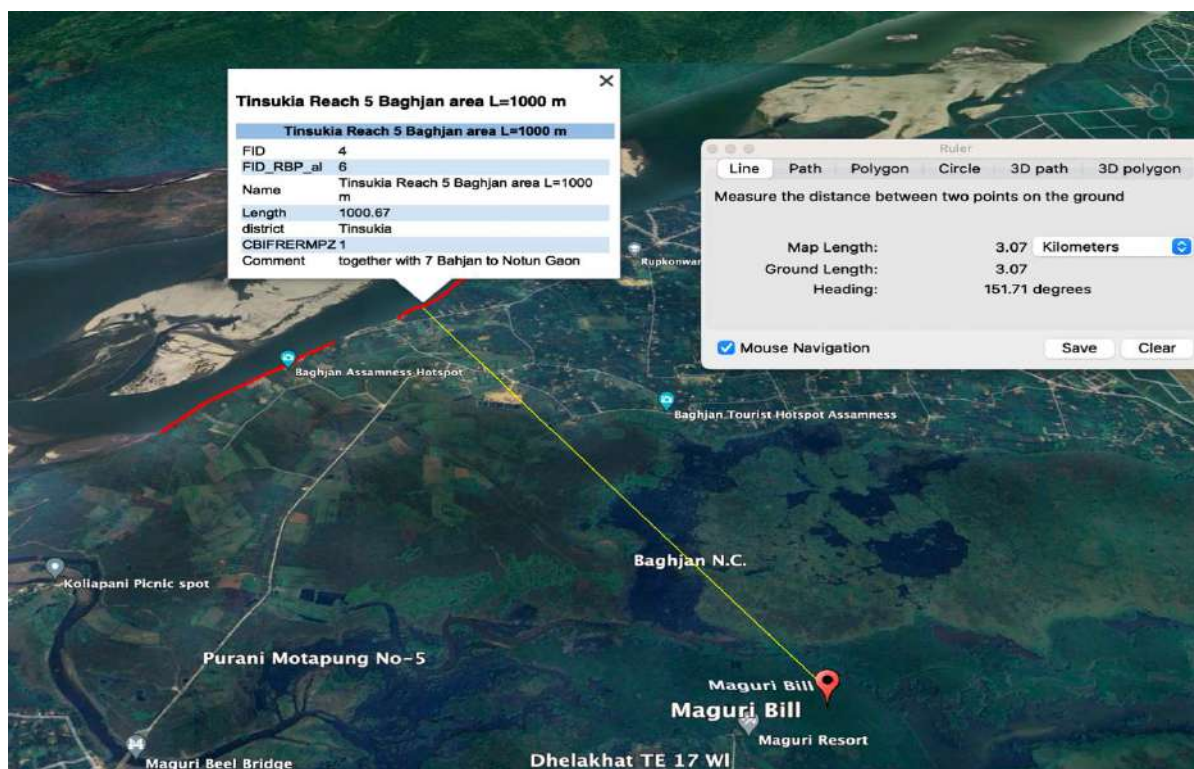 Tinsukia Reach 5 Baghjan area L=1000 m
Tinsukia Reach 5 Baghjan area L=1000 m
FID 4
FID_RBP_al 6
Name Tinsukia Reach 5 Baghjan area L=1000
m
Length 1000.67
district Tinsukia
CBIFRERMPZ 1
Comment together with 7 Bahjan to Notun Gaon
Ruler
Line Path Polygon Circle 3D path 3D polygon
Measure the distance between two points on the ground
Map Length: 3.07 Kilometers
Ground Length: 3.07
Heading: 151.71 degrees
Mouse Navigation Save Clear
Rupkonwar
Baghjan Assamness Hotspot
Baghjan Tourist Hotspot Assamness
Baghjan N.C.
Kollapani Picnic spot
Purani Motapung No-5
Maguri Bill
Maguri Bill
Maguri Resort
Maguri Beel Bridge
Dhelakhat TE 17 Wl